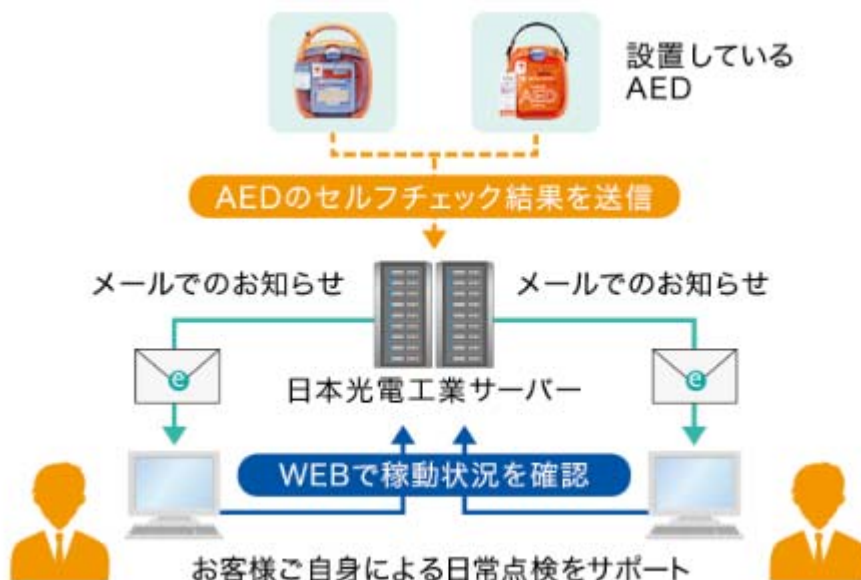 設置している
AED
AED
AEDのセルフチェック結果を送信
メールでのお知らせ
メールでのお知らせ
e
e
日本光電工業サーバー
WEBで稼動状況を確認
お客様ご自身による日常点検をサポート